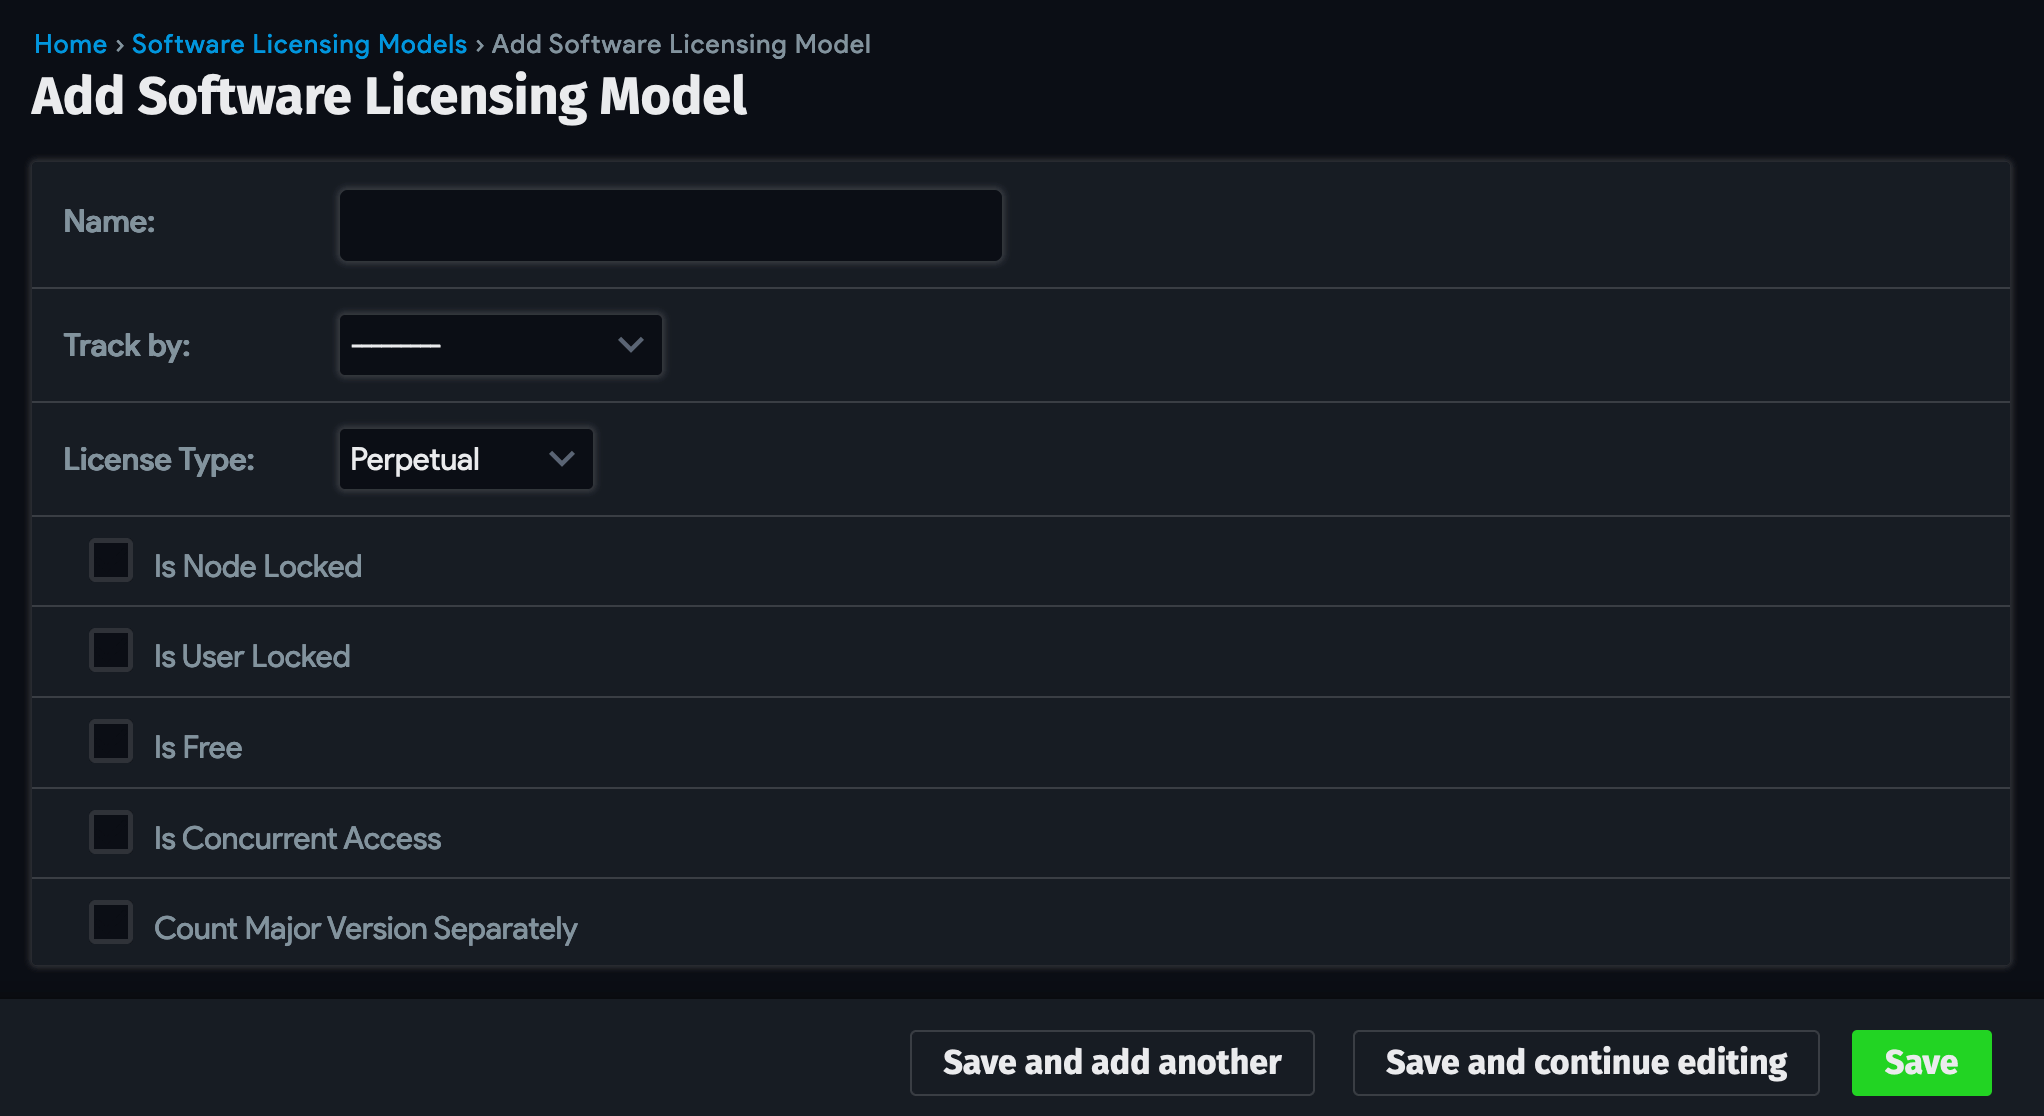 Home › Software Licensing Models › Add Software Licensing Model
Add Software Licensing Model
Name:
Track by: ---------
License Type: Perpetual
Is Node Locked
Is User Locked
Is Free
Is Concurrent Access
Count Major Version Separately
Save and add another Save and continue editing Save